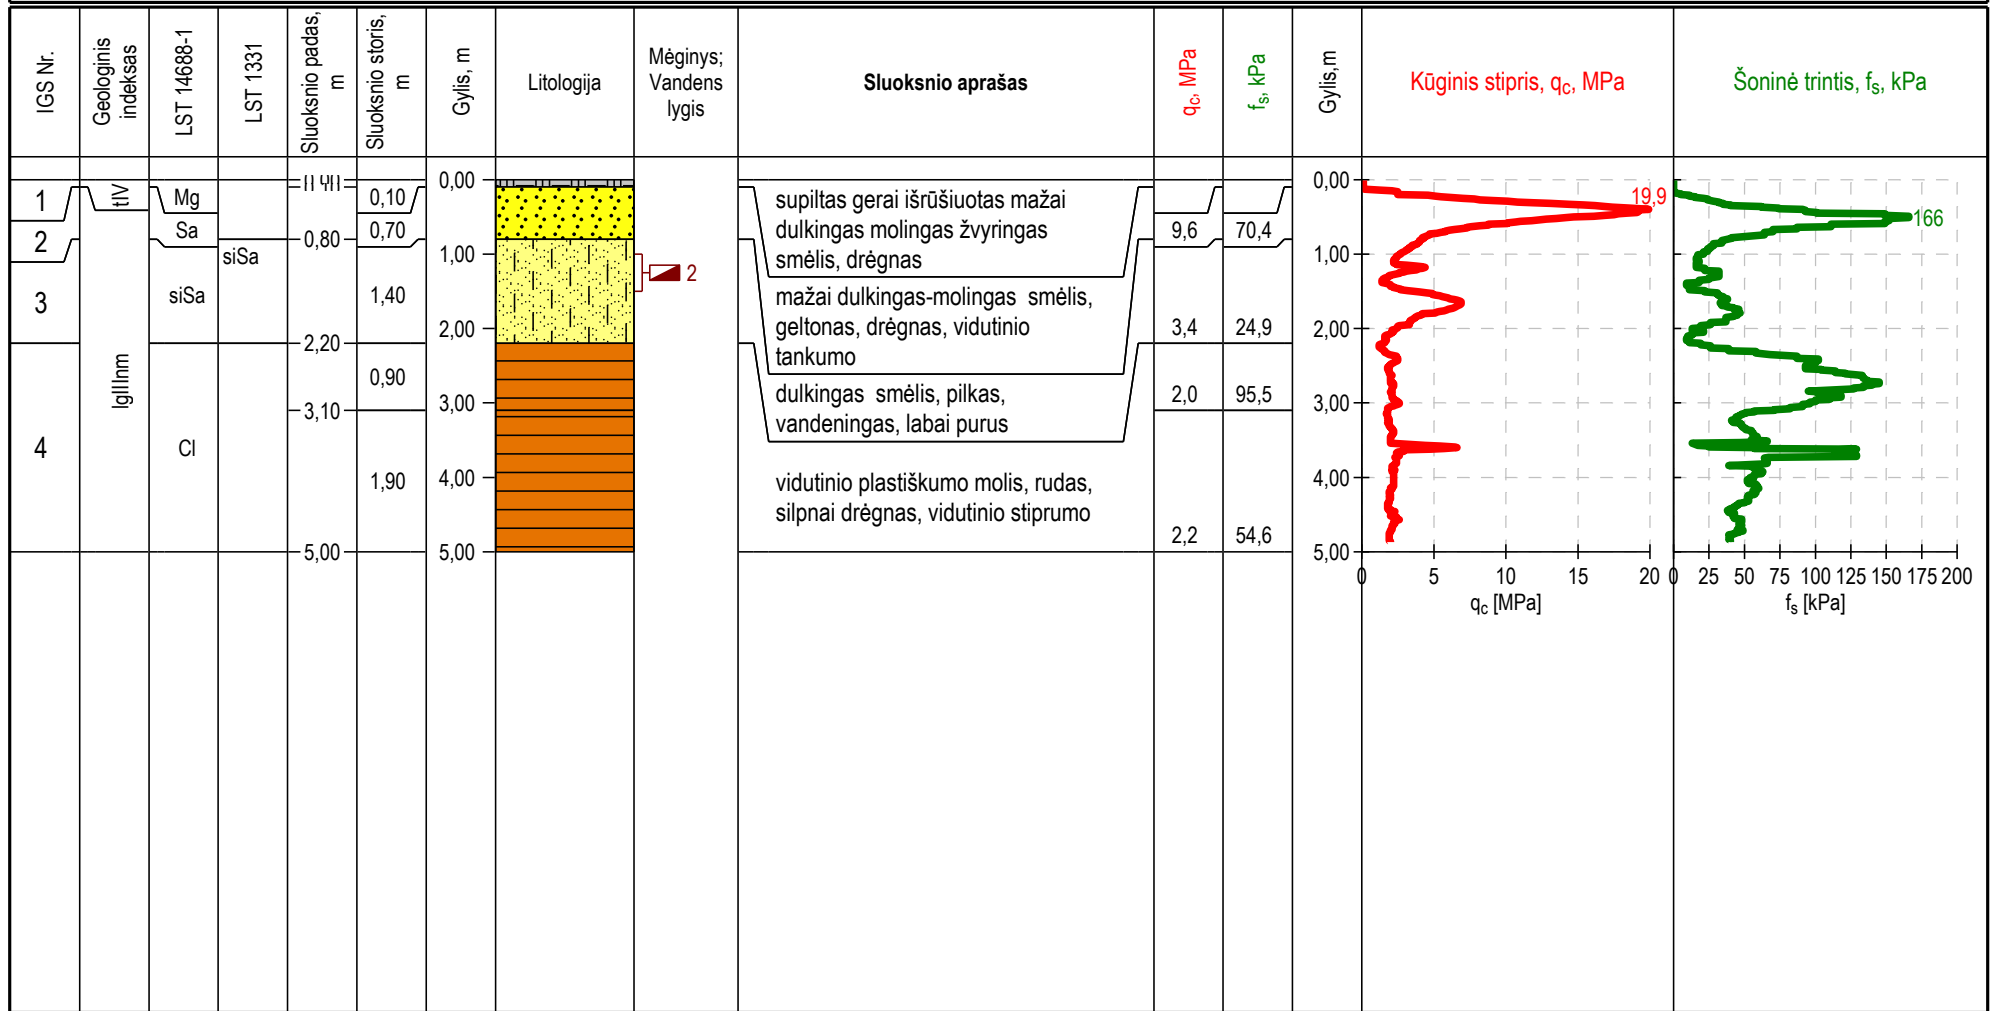 IGS Nr.
Geologinis indeksas
LST 14688-1
LST 1331
Sluoksnio padas, m
Sluoksnio storis, m
Gylis, m
Litologija
Mėginys;
Vandens
lygis
Sluoksnio aprašas
qc, MPa
fs, kPa
Gylis,m
Kūginis stipris, qc, MPa
Šoninė trintis, fs, kPa
1
2
3
4
tIV
lgIIInm
Mg
Sa
siSa
Cl
siSa
0,80
2,20
3,10
5,00
0,10
0,70
1,40
0,90
1,90
0,00
1,00
2,00
3,00
4,00
5,00
2
supiltas gerai išrūšiuotas mažai
dulkingas molingas žvyringas
smėlis, drėgnas
mažai dulkingas-molingas smėlis,
geltonas, drėgnas, vidutinio
tankumo
dulkingas smėlis, pilkas,
vandeningas, labai purus
vidutinio plastiškumo molis, rudas,
silpnai drėgnas, vidutinio stiprumo
9,6 70,4
3,4 24,9
2,0 95,5
2,2 54,6
0,00
1,00
2,00
3,00
4,00
5,00
19,9
0 5 10 15 20
qc [MPa]
166
0 25 50 75 100 125 150 175 200
fs [kPa]